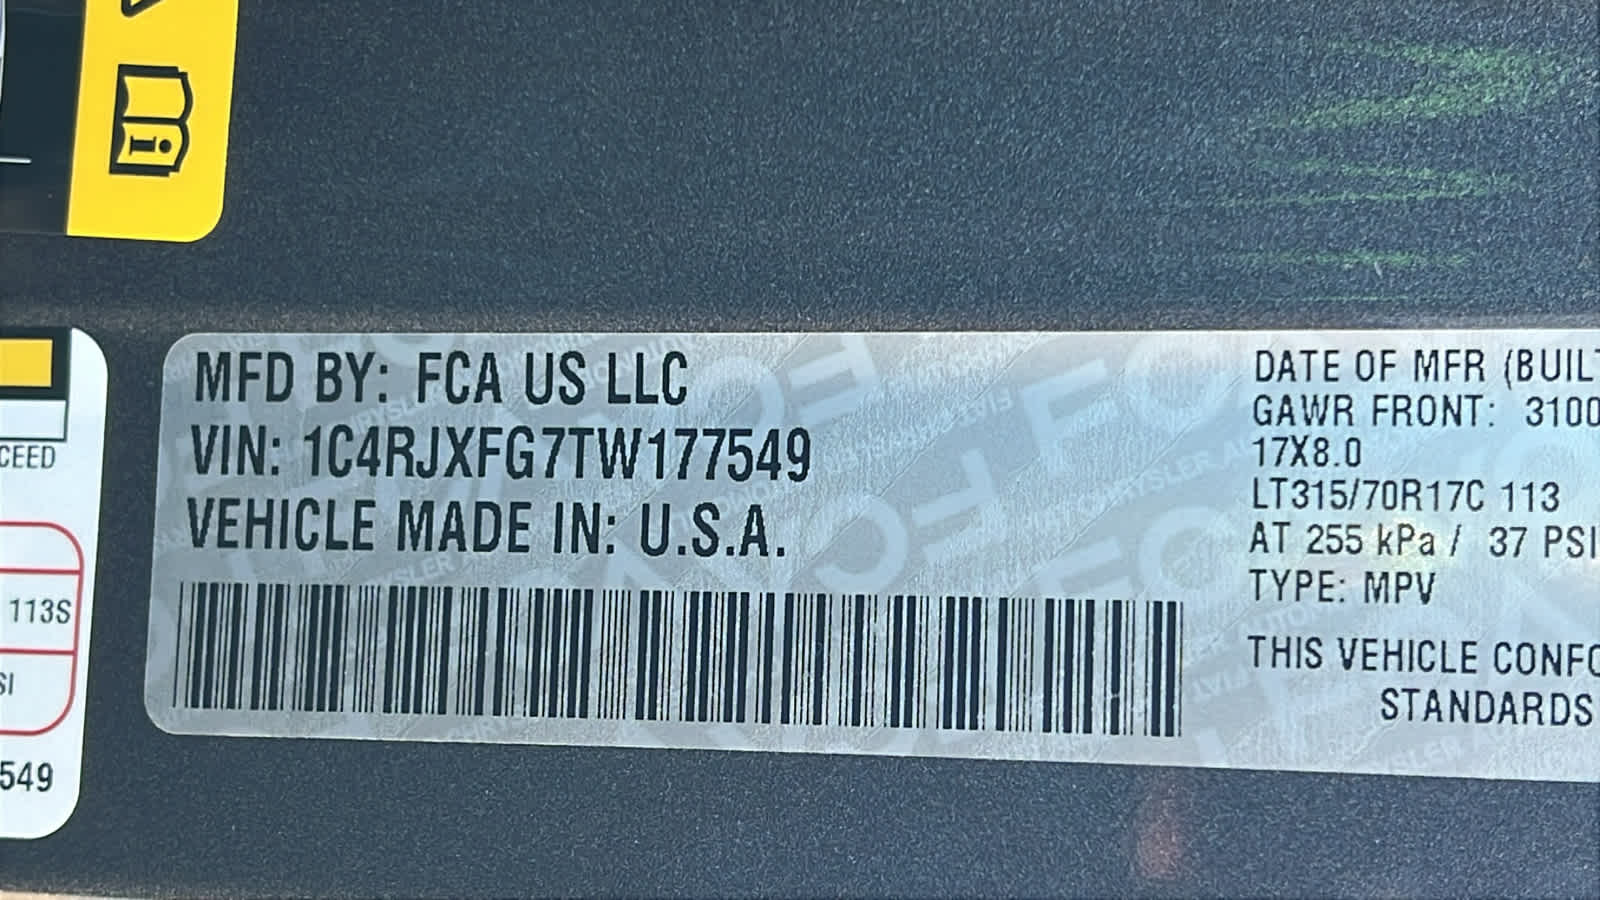 MFD BY: FCA US LLC
VIN: 1C4RJXFG7TW177549
VEHICLE MADE IN: U.S.A.
DATE OF MFR (BUILT
GAWR FRONT: 3100
17X8.0
LT315/70R17C 113
AT 255 kPa / 37 PSI
TYPE: MPV
THIS VEHICLE CONFO
STANDARDS
CEED
113S
SI
549